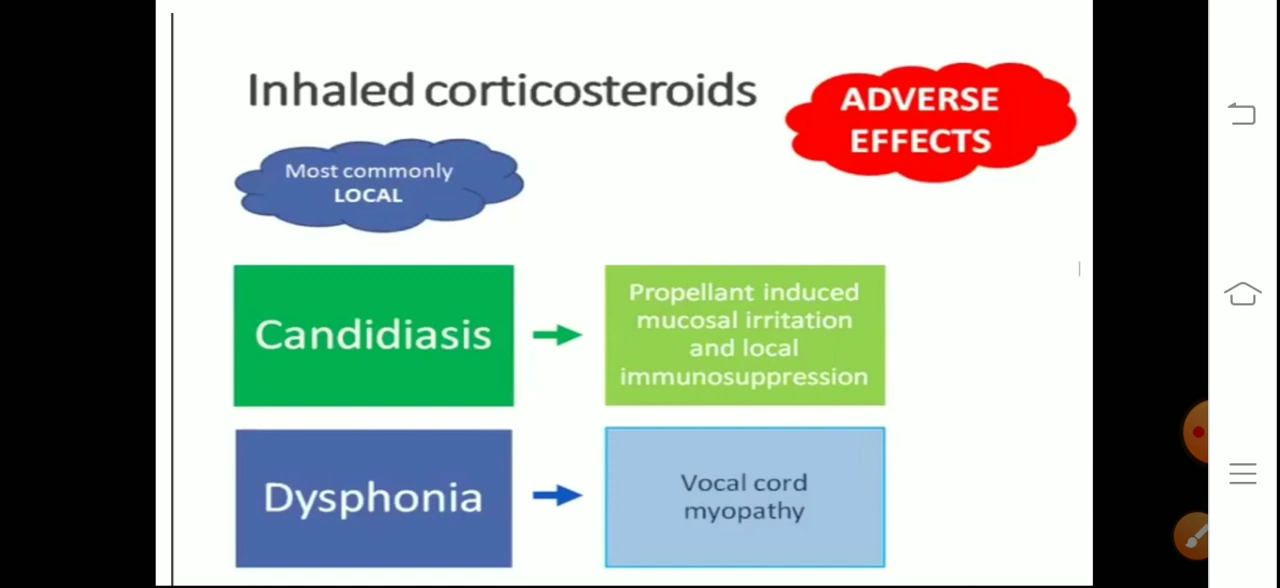 Inhaled corticosteroids
ADVERSE
EFFECTS
Most commonly
LOCAL
Candidiasis
Propellant induced
mucosal irritation
and local
immunosuppression
Dysphonia
Vocal cord
myopathy